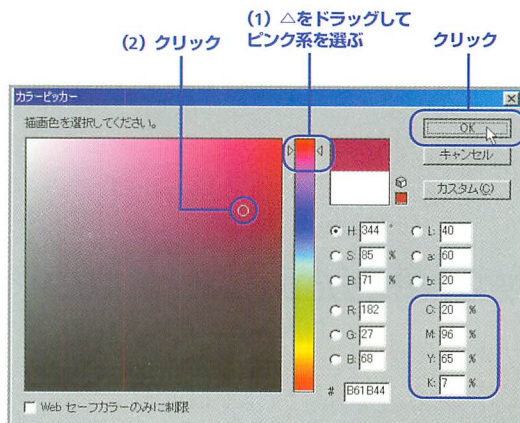 (1) △をドラッグして
ピンク系を選ぶ
(2) クリック
クリック
カラーピッカー
描画色を選択してください。
OK
キャンセル
カスタム(C)
H: 344 °
S: 85 %
B: 71 %
R: 182
G: 27
B: 68
# B61B44
L: 40
a: 60
b: 20
C: 20 %
M: 96 %
Y: 65 %
K: 7 %
Web セーフカラーのみに制限